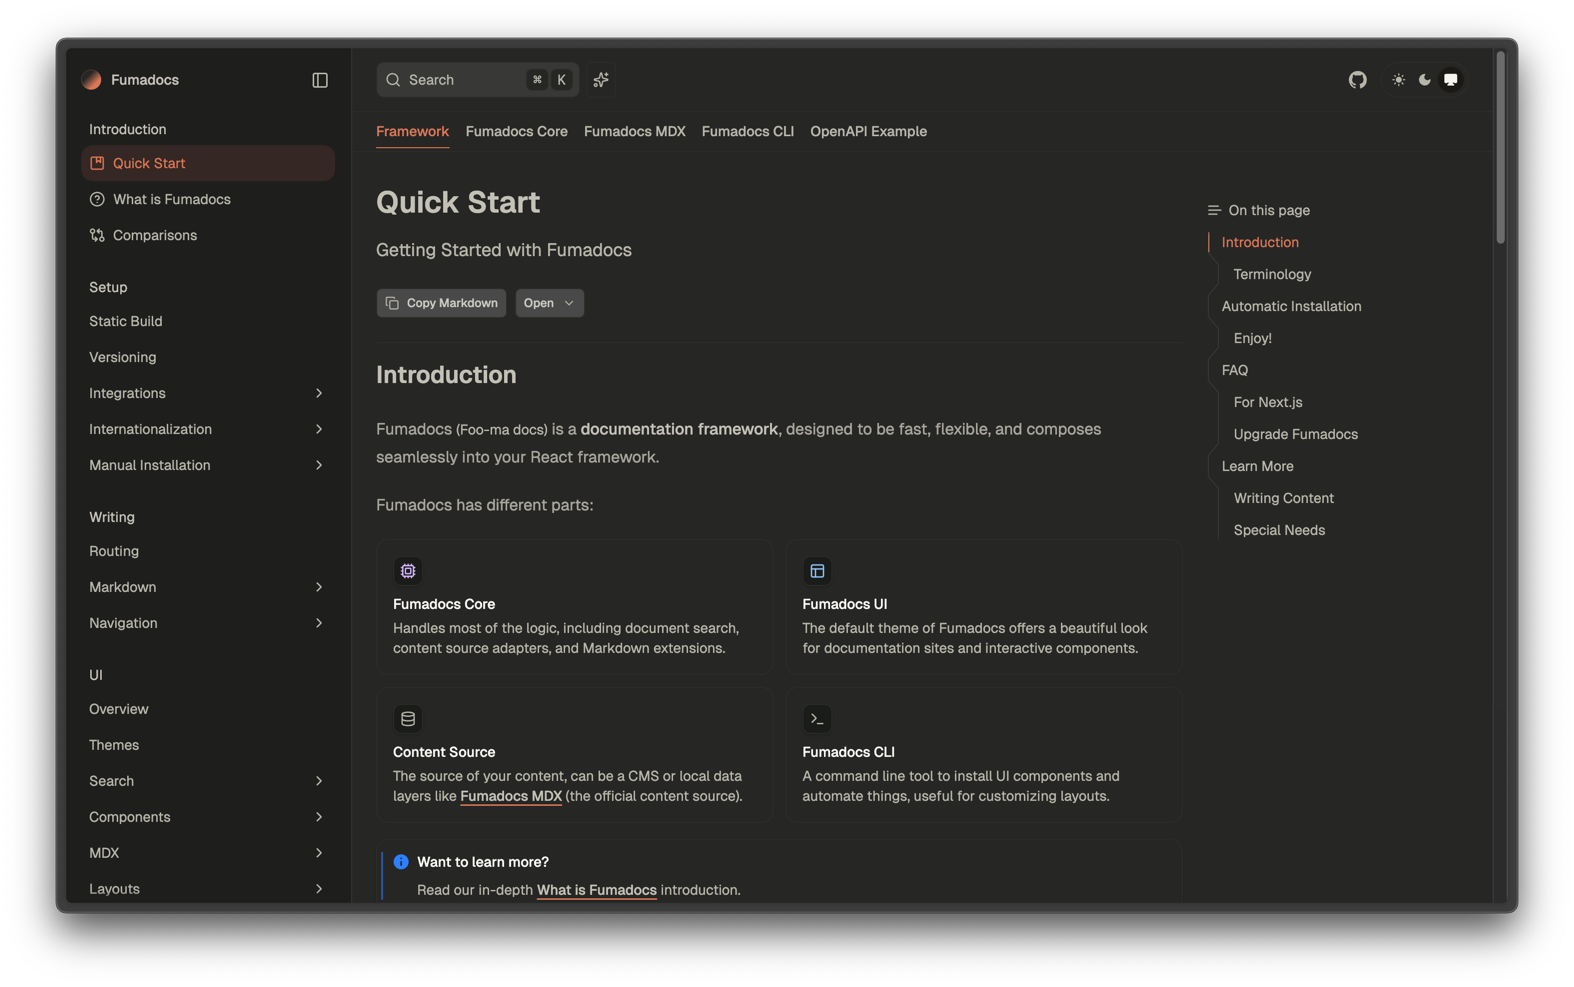 Fumadocs
Introduction
Quick Start
What is Fumadocs
Comparisons
Setup
Static Build
Versioning
Integrations
Internationalization
Manual Installation
Writing
Routing
Markdown
Navigation
UI
Overview
Themes
Search
Components
MDX
Layouts
Search ⌘ K
Framework Fumadocs Core Fumadocs MDX Fumadocs CLI OpenAPI Example
Quick Start
Getting Started with Fumadocs
Copy Markdown Open
Introduction
Fumadocs (Foo-ma docs) is a documentation framework, designed to be fast, flexible, and composes
seamlessly into your React framework.
Fumadocs has different parts:
Fumadocs Core
Handles most of the logic, including document search,
content source adapters, and Markdown extensions.
Fumadocs UI
The default theme of Fumadocs offers a beautiful look
for documentation sites and interactive components.
Content Source
The source of your content, can be a CMS or local data
layers like Fumadocs MDX (the official content source).
Fumadocs CLI
A command line tool to install UI components and
automate things, useful for customizing layouts.
Want to learn more?
Read our in-depth What is Fumadocs introduction.
On this page
Introduction
Terminology
Automatic Installation
Enjoy!
FAQ
For Next.js
Upgrade Fumadocs
Learn More
Writing Content
Special Needs